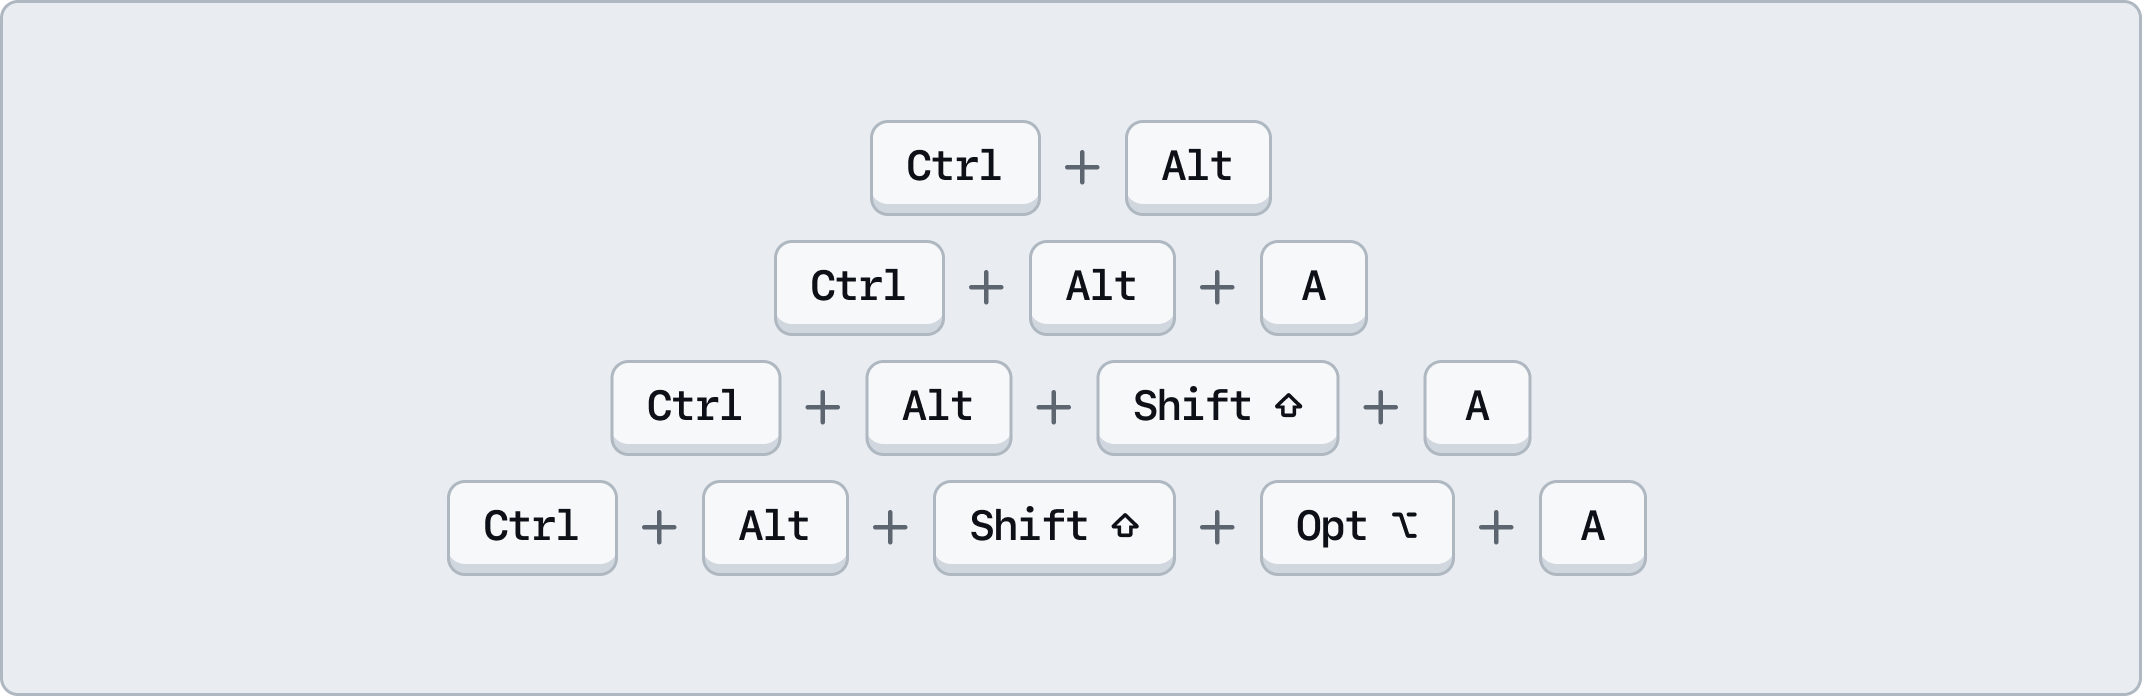 Ctrl + Alt
Ctrl + Alt + A
Ctrl + Alt + Shift ⇧ + A
Ctrl + Alt + Shift ⇧ + Opt ⌥ + A